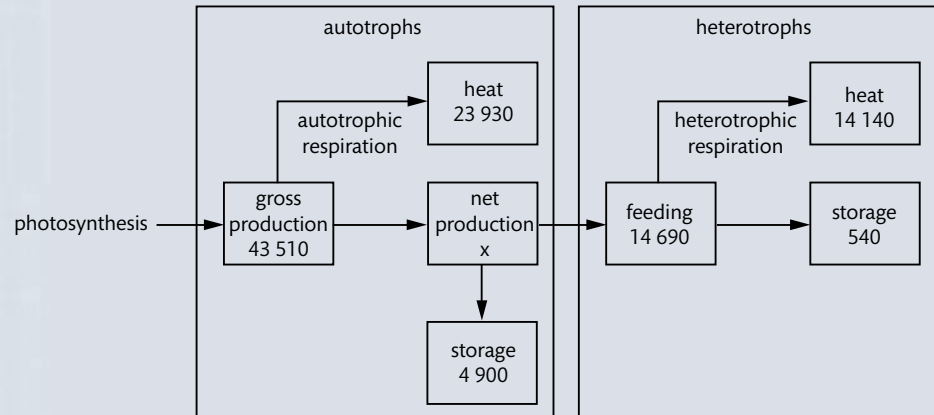 autotrophs
heterotrophs
heat
23 930
autotrophic
respiration
heat
14 140
heterotrophic
respiration
photosynthesis
gross
production
43 510
net
production
x
feeding
14 690
storage
540
storage
4 900